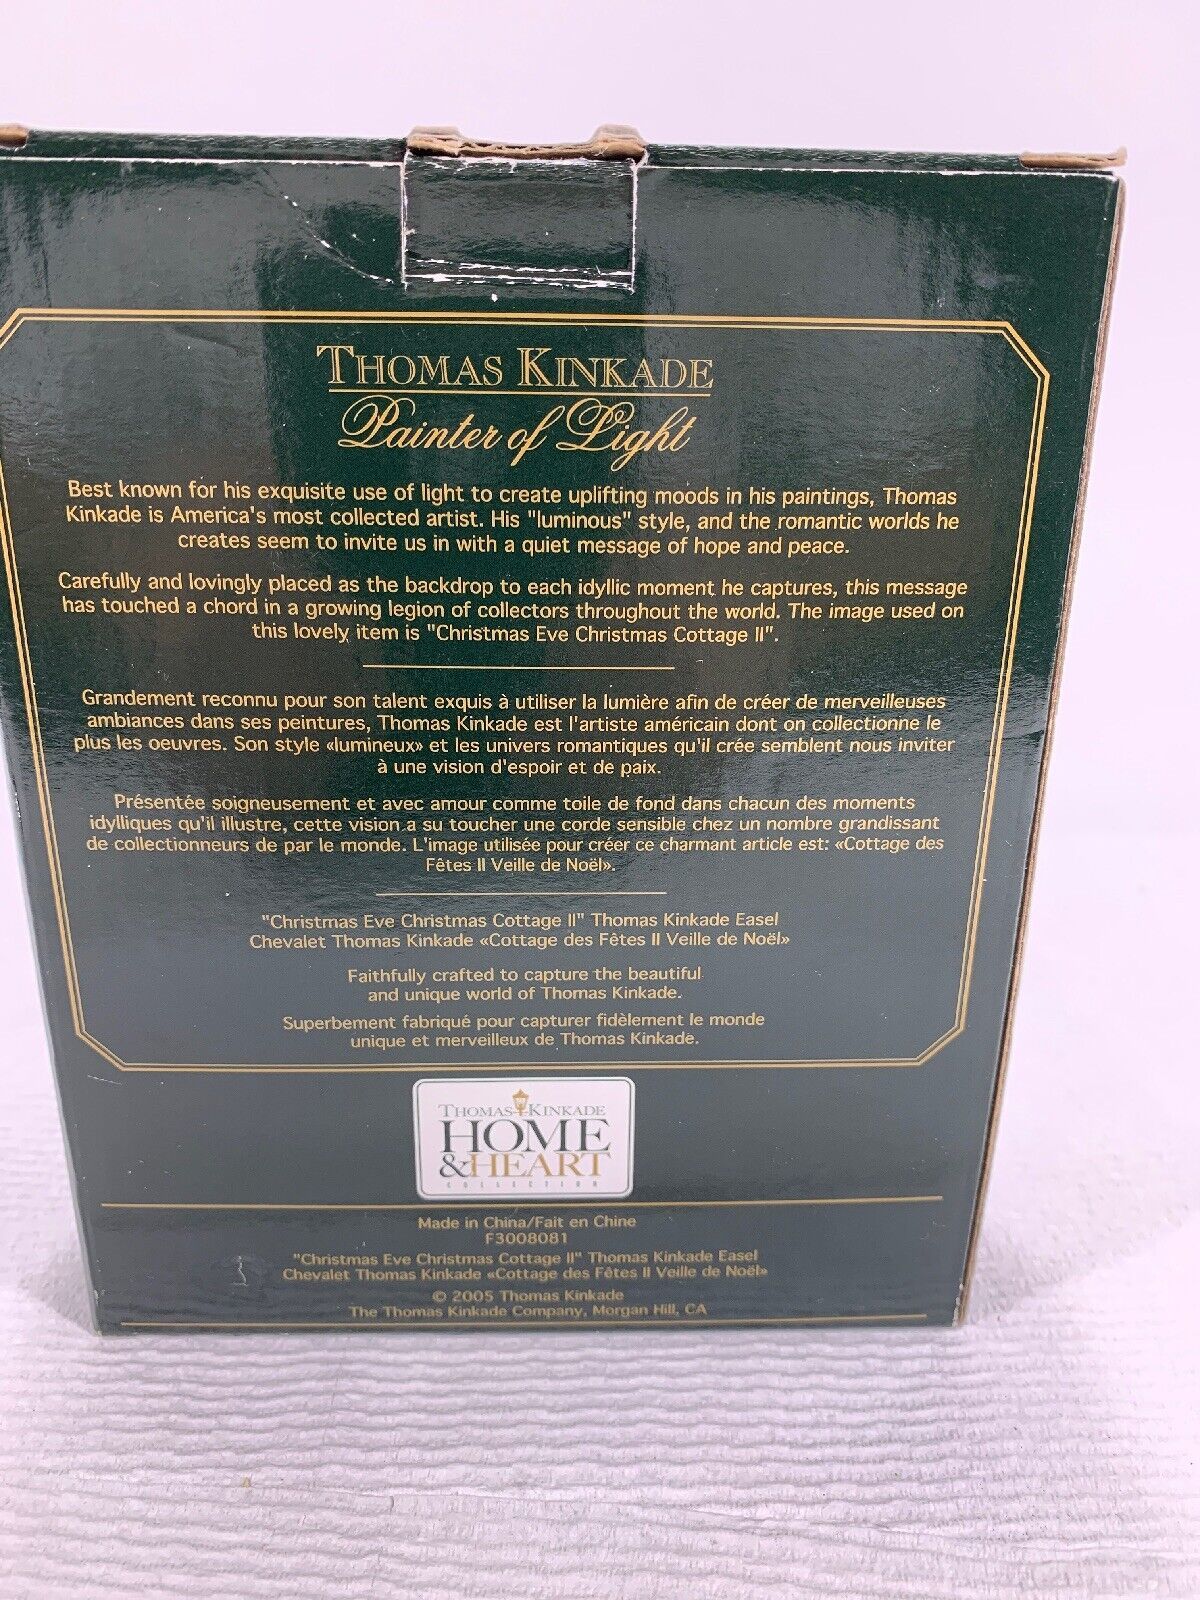 THOMAS KINKADE
Painter of Light
Best known for his exquisite use of light to create uplifting moods in his paintings, Thomas
Kinkade is America's most collected artist. His "luminous" style, and the romantic worlds he
creates seem to invite us in with a quiet message of hope and peace.
Carefully and lovingly placed as the backdrop to each idyllic moment he captures, this message
has touched a chord in a growing legion of collectors throughout the world. The image used on
this lovely item is "Christmas Eve Christmas Cottage II".
Grandement reconnu pour son talent exquis à utiliser la lumière afin de créer de merveilleuses
ambiances dans ses peintures, Thomas Kinkade est l'artiste américain dont on collectionne le
plus les oeuvres. Son style «lumineux» et les univers romantiques qu'il crée semblent nous inviter
à une vision d'espoir et de paix.
Présentée soigneusement et avec amour comme toile de fond dans chacun des moments
idylliques qu'il illustre, cette vision a su toucher une corde sensible chez un nombre grandissant
de collectionneurs de par le monde. L'image utilisée pour créer ce charmant article est: «Cottage des
Fêtes II Veille de Noël».
"Christmas Eve Christmas Cottage II" Thomas Kinkade Easel
Chevalet Thomas Kinkade «Cottage des Fêtes II Veille de Noël»
Faithfully crafted to capture the beautiful
and unique world of Thomas Kinkade.
Superbement fabriqué pour capturer fidèlement le monde
unique et merveilleux de Thomas Kinkade.
THOMAS KINKADE
HOME
& HEART
COLLECTION
Made in China/Fait en Chine
F3008081
"Christmas Eve Christmas Cottage II" Thomas Kinkade Easel
Chevalet Thomas Kinkade «Cottage des Fêtes II Veille de Noël»
© 2005 Thomas Kinkade
The Thomas Kinkade Company, Morgan Hill, CA